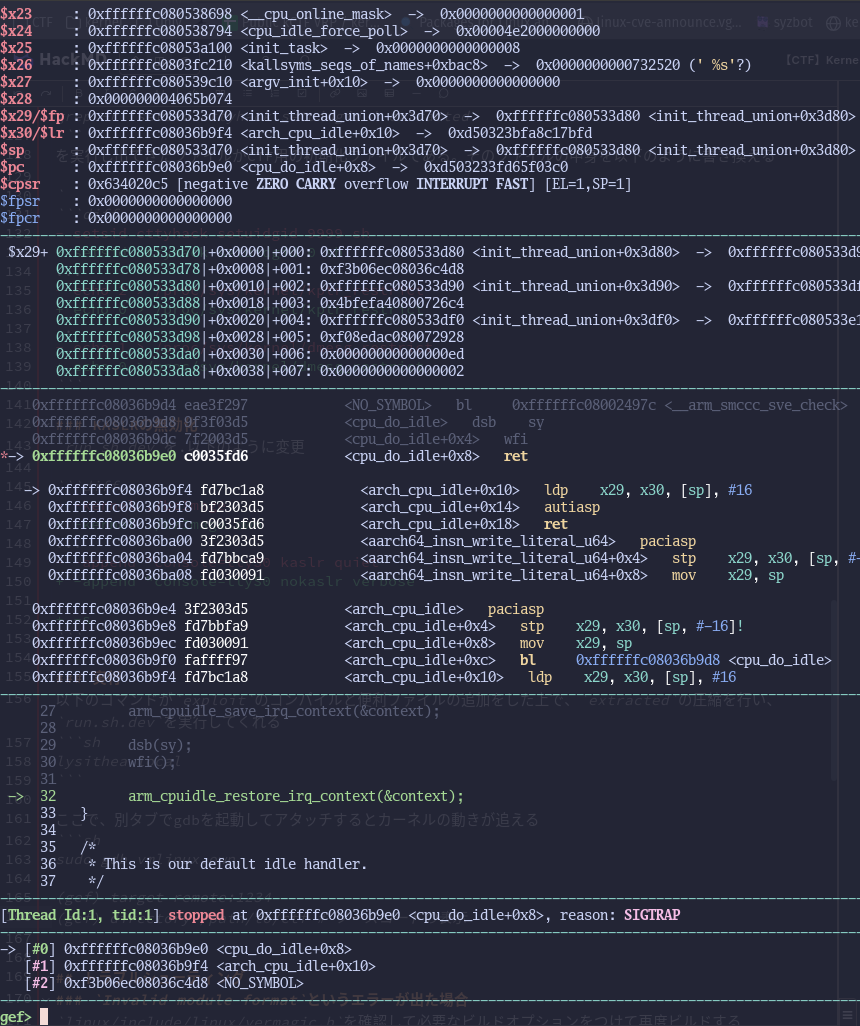 $x23     : 0xffffffc080538698 <__cpu_online_mask>  ->  0x0000000000000001
$x24     : 0xffffffc080538794 <cpu_idle_force_poll>  ->  0x00004e2000000000
$x25     : 0xffffffc08053a100 <init_task>  ->  0x0000000000000008
$x26     : 0xffffffc0803fc210 <kallsyms_seqs_of_names+0xbac8>  ->  0x0000000000732520 (' %s'?)
$x27     : 0xffffffc080539c10 <argv_init+0x10>  ->  0x0000000000000000
$x28     : 0x000000004065b074
$x29/$fp : 0xffffffc080533d70 <init_thread_union+0x3d70>  ->  0xffffffc080533d80 <init_thread_union+0x3d80>
$x30/$lr : 0xffffffc08036b9f4 <arch_cpu_idle+0x10>  ->  0xd50323bfa8c17bfd
$sp      : 0xffffffc080533d70 <init_thread_union+0x3d70>  ->  0xffffffc080533d80 <init_thread_union+0x3d80>
$pc      : 0xffffffc08036b9e0 <cpu_do_idle+0x8>  ->  0xd503233fd65f03c0
$cpsr    : 0x634020c5 [negative ZERO CARRY overflow INTERRUPT FAST] [EL=1,SP=1]
$fpsr    : 0x0000000000000000
$fpcr    : 0x0000000000000000
$x29+ 0xffffffc080533d70|+0x0000|+000: 0xffffffc080533d80 <init_thread_union+0x3d80>  ->  0xffffffc080533d9
0xffffffc080533d78|+0x0008|+001: 0xf3b06ec08036c4d8
0xffffffc080533d80|+0x0010|+002: 0xffffffc080533d90 <init_thread_union+0x3d90>  ->  0xffffffc080533df
0xffffffc080533d88|+0x0018|+003: 0x4bfefa40800726c4
0xffffffc080533d90|+0x0020|+004: 0xffffffc080533df0 <init_thread_union+0x3df0>  ->  0xffffffc080533e1
0xffffffc080533d98|+0x0028|+005: 0xf08edac080072928
0xffffffc080533da0|+0x0030|+006: 0x00000000000000ed
0xffffffc080533da8|+0x0038|+007: 0x0000000000000002
0xffffffc08036b9d4 eae3f297           <NO_SYMBOL>   bl     0xffffffc08002497c <__arm_smccc_sve_check>
0xffffffc08036b9d8 9f3f03d5           <cpu_do_idle>   dsb    sy
0xffffffc08036b9dc 7f2003d5           <cpu_do_idle+0x4>   wfi
*-> 0xffffffc08036b9e0 c0035fd6           <cpu_do_idle+0x8>   ret
-> 0xffffffc08036b9f4 fd7bc1a8           <arch_cpu_idle+0x10>   ldp    x29, x30, [sp], #16
0xffffffc08036b9f8 bf2303d5           <arch_cpu_idle+0x14>   autiasp
0xffffffc08036b9fc c0035fd6           <arch_cpu_idle+0x18>   ret
0xffffffc08036ba00 3f2303d5           <aarch64_insn_write_literal_u64>   paciasp
0xffffffc08036ba04 fd7bbca9           <aarch64_insn_write_literal_u64+0x4>   stp    x29, x30, [sp, #-
0xffffffc08036ba08 fd030091           <aarch64_insn_write_literal_u64+0x8>   mov    x29, sp
0xffffffc08036b9e4 3f2303d5           <arch_cpu_idle>   paciasp
0xffffffc08036b9e8 fd7bbfa9           <arch_cpu_idle+0x4>   stp    x29, x30, [sp, #-16]!
0xffffffc08036b9ec fd030091           <arch_cpu_idle+0x8>   mov    x29, sp
0xffffffc08036b9f0 faffff97           <arch_cpu_idle+0xc>   bl     0xffffffc08036b9d8 <cpu_do_idle>
0xffffffc08036b9f4 fd7bc1a8           <arch_cpu_idle+0x10>   ldp    x29, x30, [sp], #16
27         arm_cpuidle_save_irq_context(&context);
28
29         dsb(sy);
30         wfi();
31
->  32         arm_cpuidle_restore_irq_context(&context);
33   }
34
35   /*
36    * This is our default idle handler.
37    */
[Thread Id:1, tid:1] stopped at 0xffffffc08036b9e0 <cpu_do_idle+0x8>, reason: SIGTRAP
-> [#0] 0xffffffc08036b9e0 <cpu_do_idle+0x8>
[#1] 0xffffffc08036b9f4 <arch_cpu_idle+0x10>
[#2] 0xf3b06ec08036c4d8 <NO_SYMBOL>
gef>